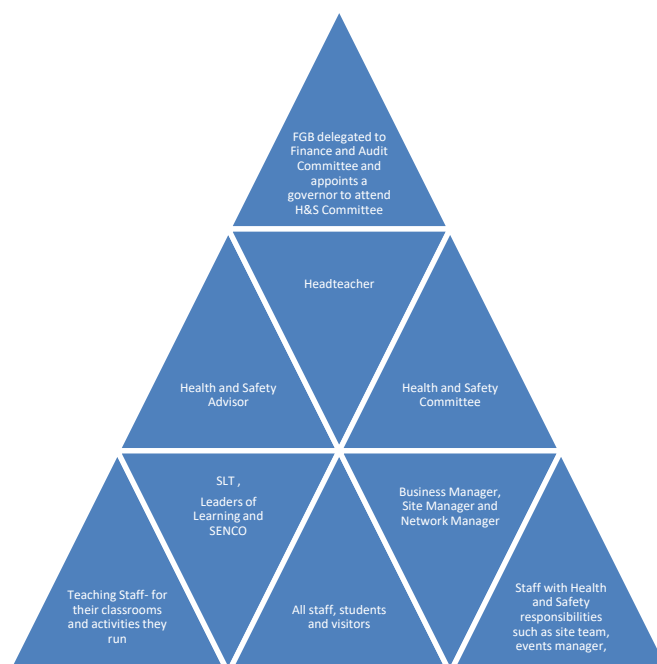 FGB delegated to
Finance and Audit
Committee and
appoints a
governor to attend
H&S Committee
Headteacher
Health and Safety
Advisor
Health and Safety
Committee
SLT ,
Leaders of
Learning and
SENCO
Business Manager,
Site Manager and
Network Manager
Teaching Staff- for
their classrooms
and activities they
run
All staff, students
and visitors
Staff with Health
and Safety
responsibilities
such as site team,
events manager,